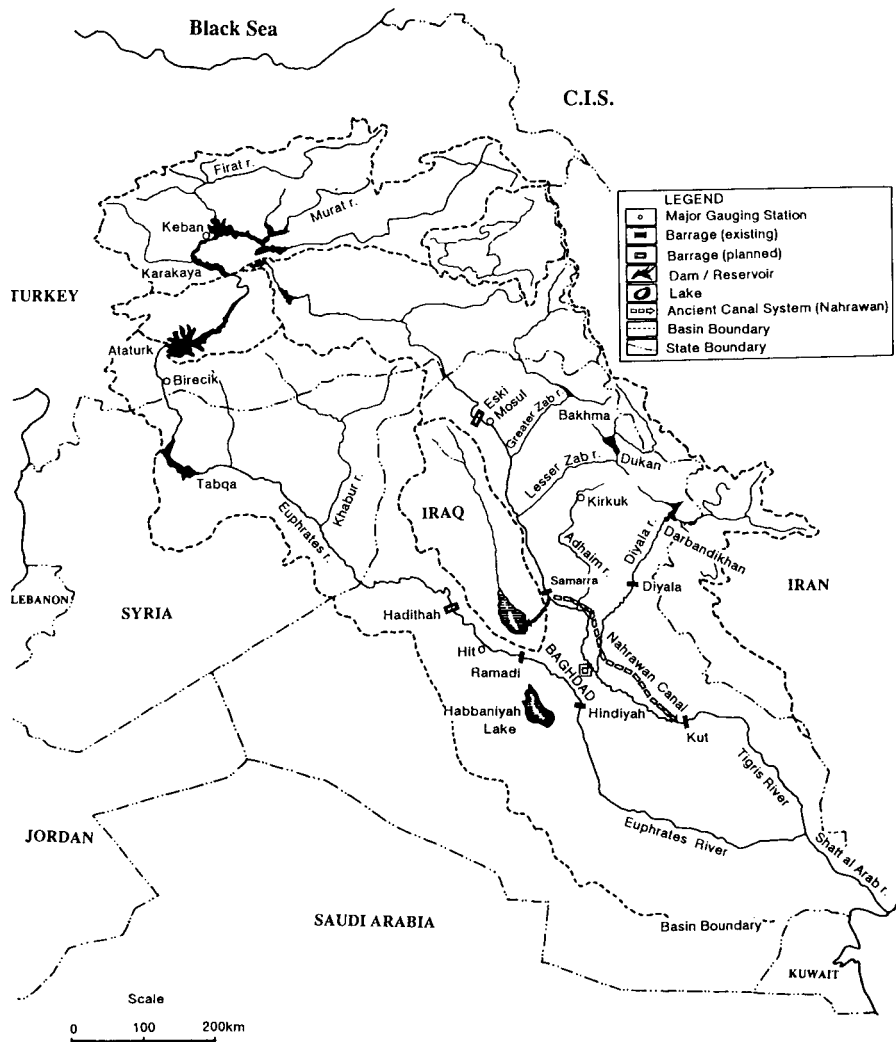 Black Sea
C.I.S.
LEGEND
Major Gauging Station
Barrage (existing)
Barrage (planned)
Dam / Reservoir
Lake
Ancient Canal System (Nahrawan)
Basin Boundary
State Boundary
Firat r.
Murat r.
Keban
Karakaya
TURKEY
Ataturk
Birecik
Eski
Mosul
Greater Zab r.
Bakhma
Lesser Zab r.
Dukan
Tabqa
Khabur r.
Euphrates r.
IRAQ
Kirkuk
Adhaim r.
Diyala r.
Darbandikhan
Samarra
Diyala
IRAN
LEBANON
SYRIA
Hadithah
Hit
Ramadi
BAGHDAD
Nahrawan Canal
Habbaniyah
Lake
Hindiyah
Kut
Tigris River
Euphrates River
Shatt al Arab r.
JORDAN
SAUDI ARABIA
Basin Boundary
KUWAIT
Scale
0 100 200km